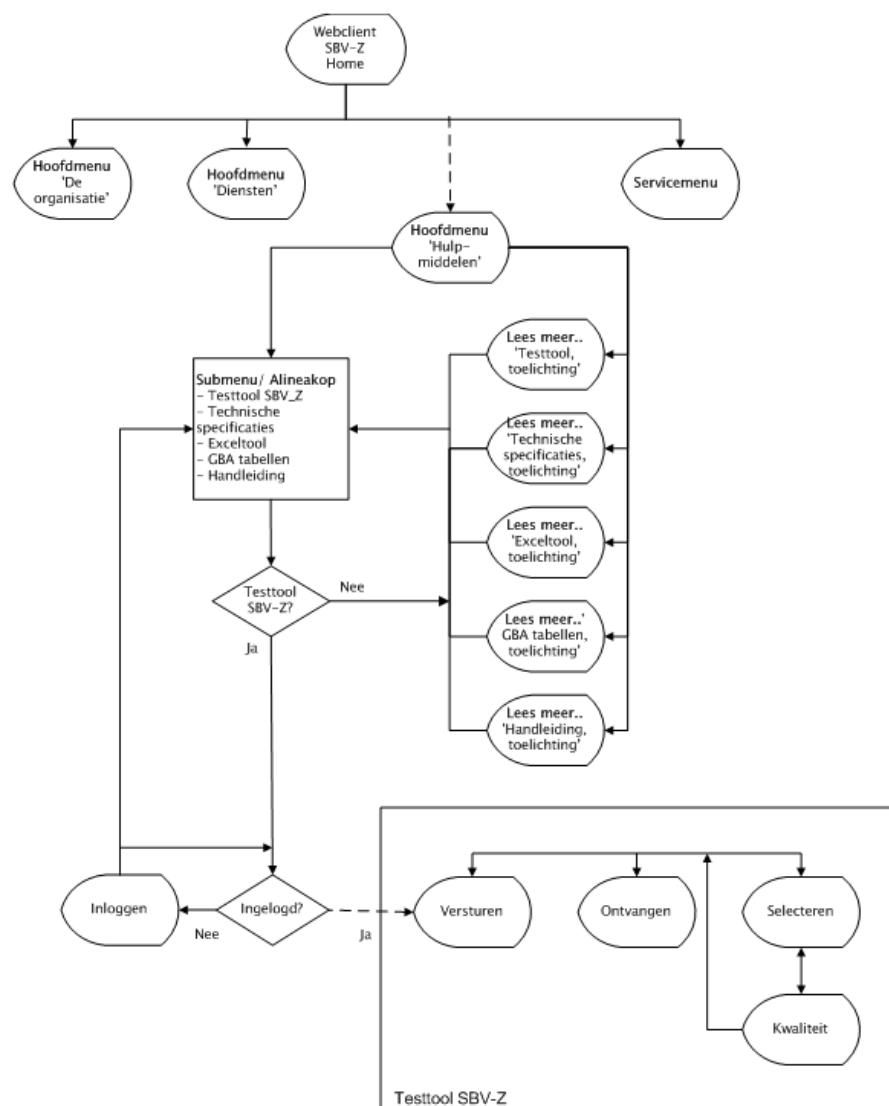 Webclient
SBV-Z
Home
Hoofdmenu
'De
organisatie'
Hoofdmenu
'Diensten'
Servicemenu
Hoofdmenu
'Hulp-
middelen'
Lees meer..
'Testtool,
toelichting'
Submenu/ Alineakop
- Testtool SBV_Z
- Technische
specificaties
- Exceltool
- GBA tabellen
- Handleiding
Lees meer..
'Technische
specificaties,
toelichting'
Lees meer..
'Exceltool,
toelichting'
Testtool
SBV-Z?
Nee
Ja
Lees meer..'
GBA tabellen,
toelichting'
Lees meer..
'Handleiding,
toelichting'
Inloggen
Nee
Ingelogd?
Ja
Versturen
Ontvangen
Selecteren
Kwaliteit
Testtool SBV-Z